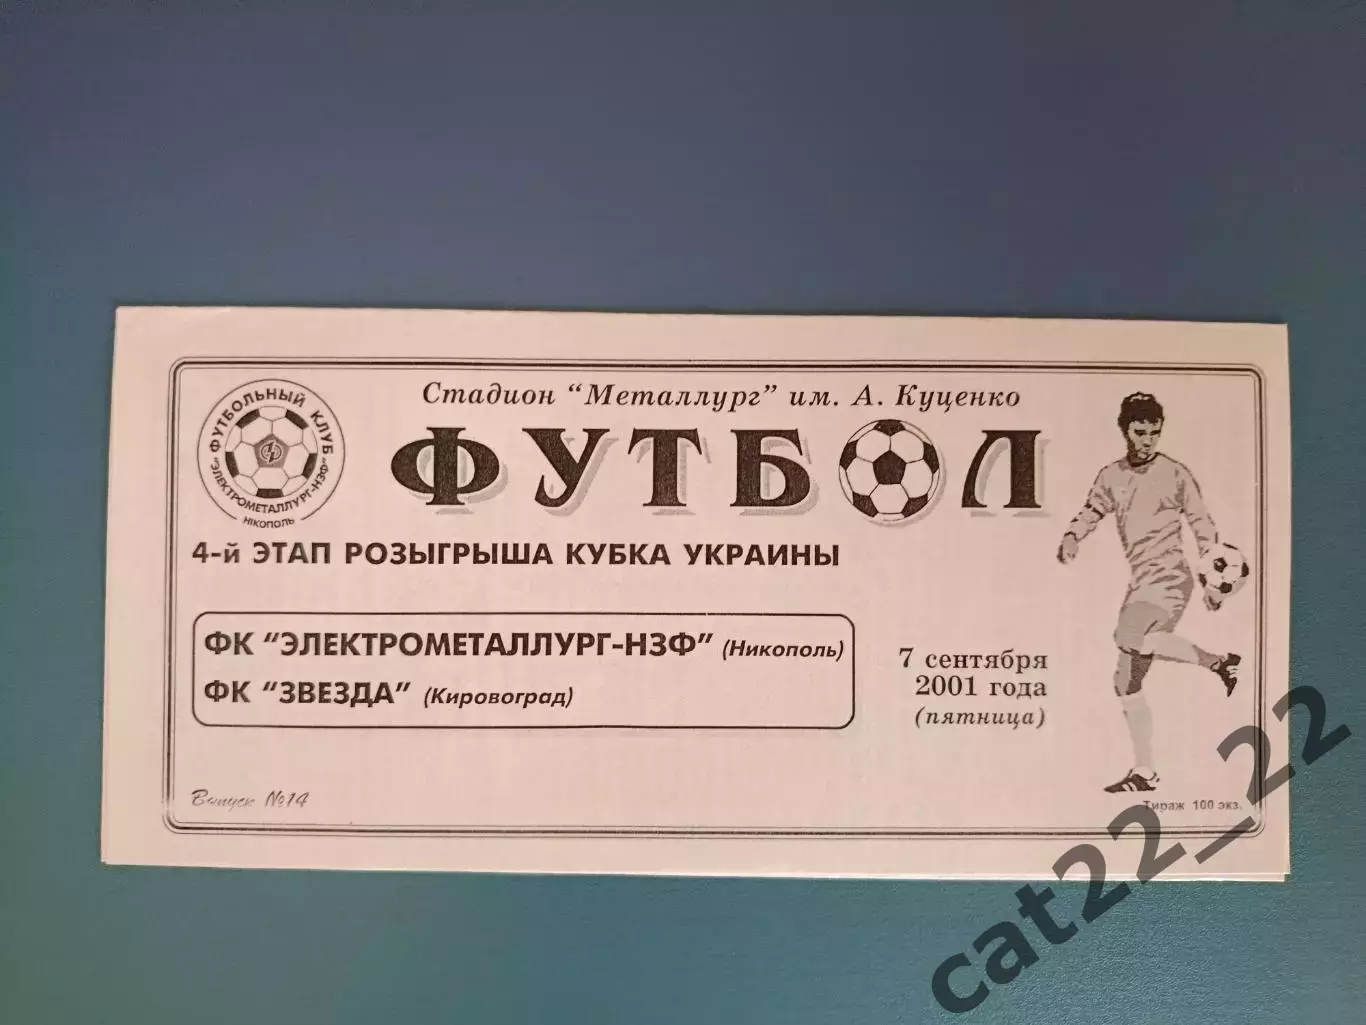 Стадион "Металлург" им. А. Куценко
ФУТБОЛ
ФУТБОЛЬНЫЙ КЛУБ
"ЭЛЕКТРОМЕТАЛЛУРГ-НЗФ"
НІКОПОЛЬ
4-й ЭТАП РОЗЫГРЫША КУБКА УКРАИНЫ
ФК "ЭЛЕКТРОМЕТАЛЛУРГ-НЗФ" (Никополь)
ФК "ЗВЕЗДА" (Кировоград)
7 сентября
2001 года
(пятница)
Выпуск №14
Тираж 100 экз.
cat22_22